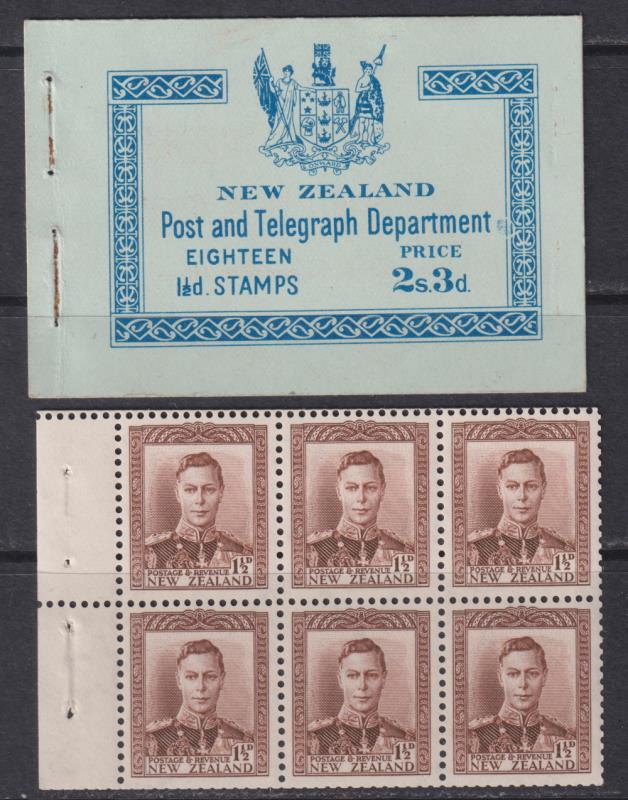 ONWARD
NEW ZEALAND
Post and Telegraph Department
EIGHTEEN PRICE
1½d. STAMPS 2s.3d.
POSTAGE & REVENUE 1½D
NEW ZEALAND
POSTAGE & REVENUE 1½D
NEW ZEALAND
POSTAGE & REVENUE 1½D
NEW ZEALAND
POSTAGE & REVENUE 1½D
NEW ZEALAND
POSTAGE & REVENUE 1½D
NEW ZEALAND
POSTAGE & REVENUE 1½D
NEW ZEALAND